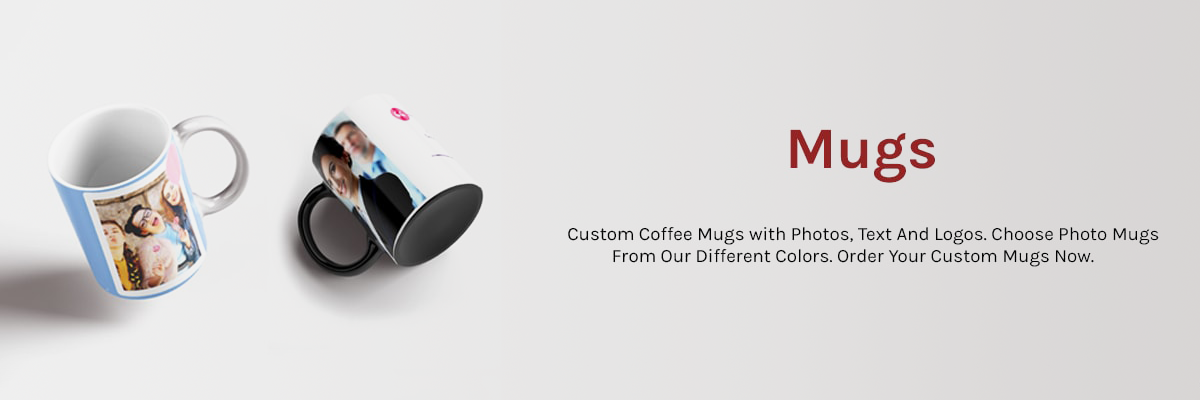 Mugs
Custom Coffee Mugs with Photos, Text And Logos. Choose Photo Mugs
From Our Different Colors. Order Your Custom Mugs Now.